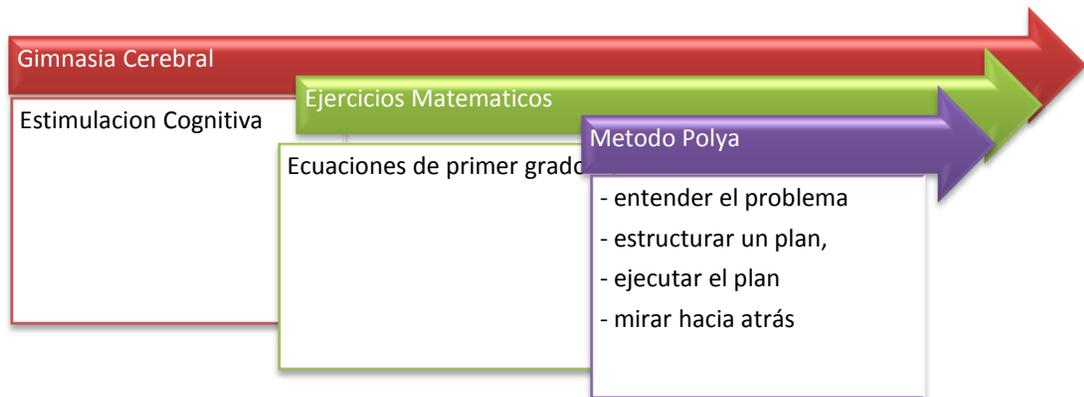 Gimnasia Cerebral
Estimulacion Cognitiva
Ejercicios Matematicos
Ecuaciones de primer grado
Metodo Polya
- entender el problema
- estructurar un plan,
- ejecutar el plan
- mirar hacia atrás